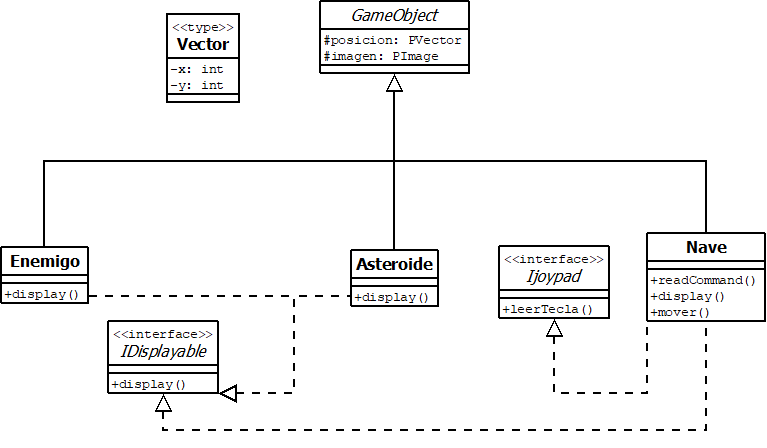 <<type>>
Vector
-x: int
-y: int
GameObject
#posicion: PVector
#imagen: PImage
Enemigo
+display()
Asteroide
+display()
<<interface>>
Ijoypad
+leerTecla()
Nave
+readCommand()
+display()
+mover()
<<interface>>
IDisplayable
+display()